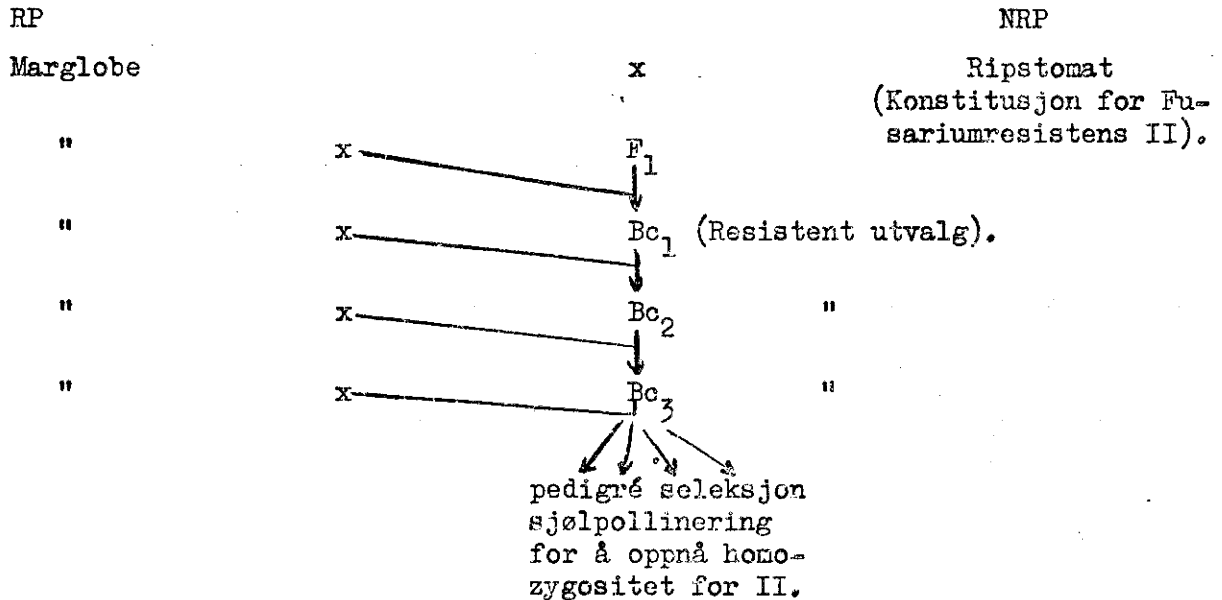 RP NRP
Marglobe x Ripstomat
(Konstitusjon for Fu-
sariumresistens II).
" x F1
" x Bc1 (Resistent utvalg).
" x Bc2 "
" x Bc3 "
pedigré seleksjon
sjølpollinering
for å oppnå homo-
zygositet for II.